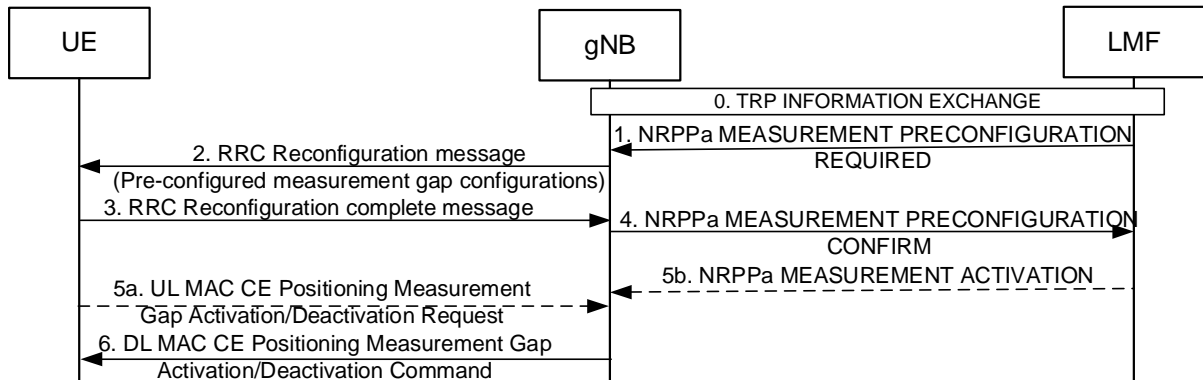 UE
gNB
LMF
0. TRP INFORMATION EXCHANGE
1. NRPPa MEASUREMENT PRECONFIGURATION
REQUIRED
2. RRC Reconfiguration message
(Pre-configured measurement gap configurations)
3. RRC Reconfiguration complete message
4. NRPPa MEASUREMENT PRECONFIGURATION
CONFIRM
5a. UL MAC CE Positioning Measurement
Gap Activation/Deactivation Request
5b. NRPPa MEASUREMENT ACTIVATION
6. DL MAC CE Positioning Measurement Gap
Activation/Deactivation Command